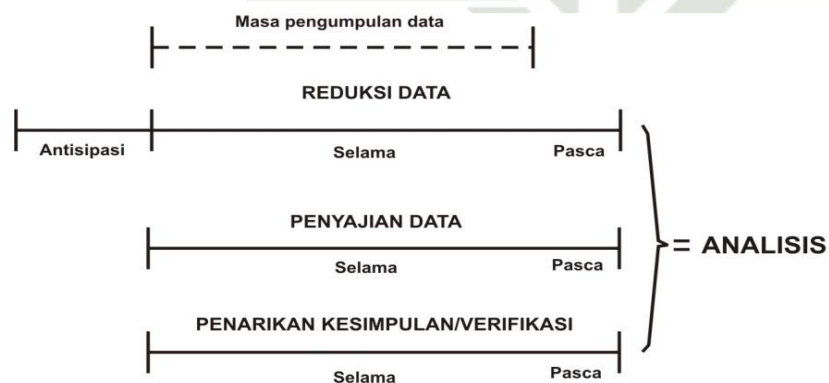 Masa pengumpulan data
REDUKSI DATA
Antisipasi Selama Pasca
PENYAJIAN DATA
= ANALISIS
Selama Pasca
PENARIKAN KESIMPULAN/VERIFIKASI
Selama Pasca